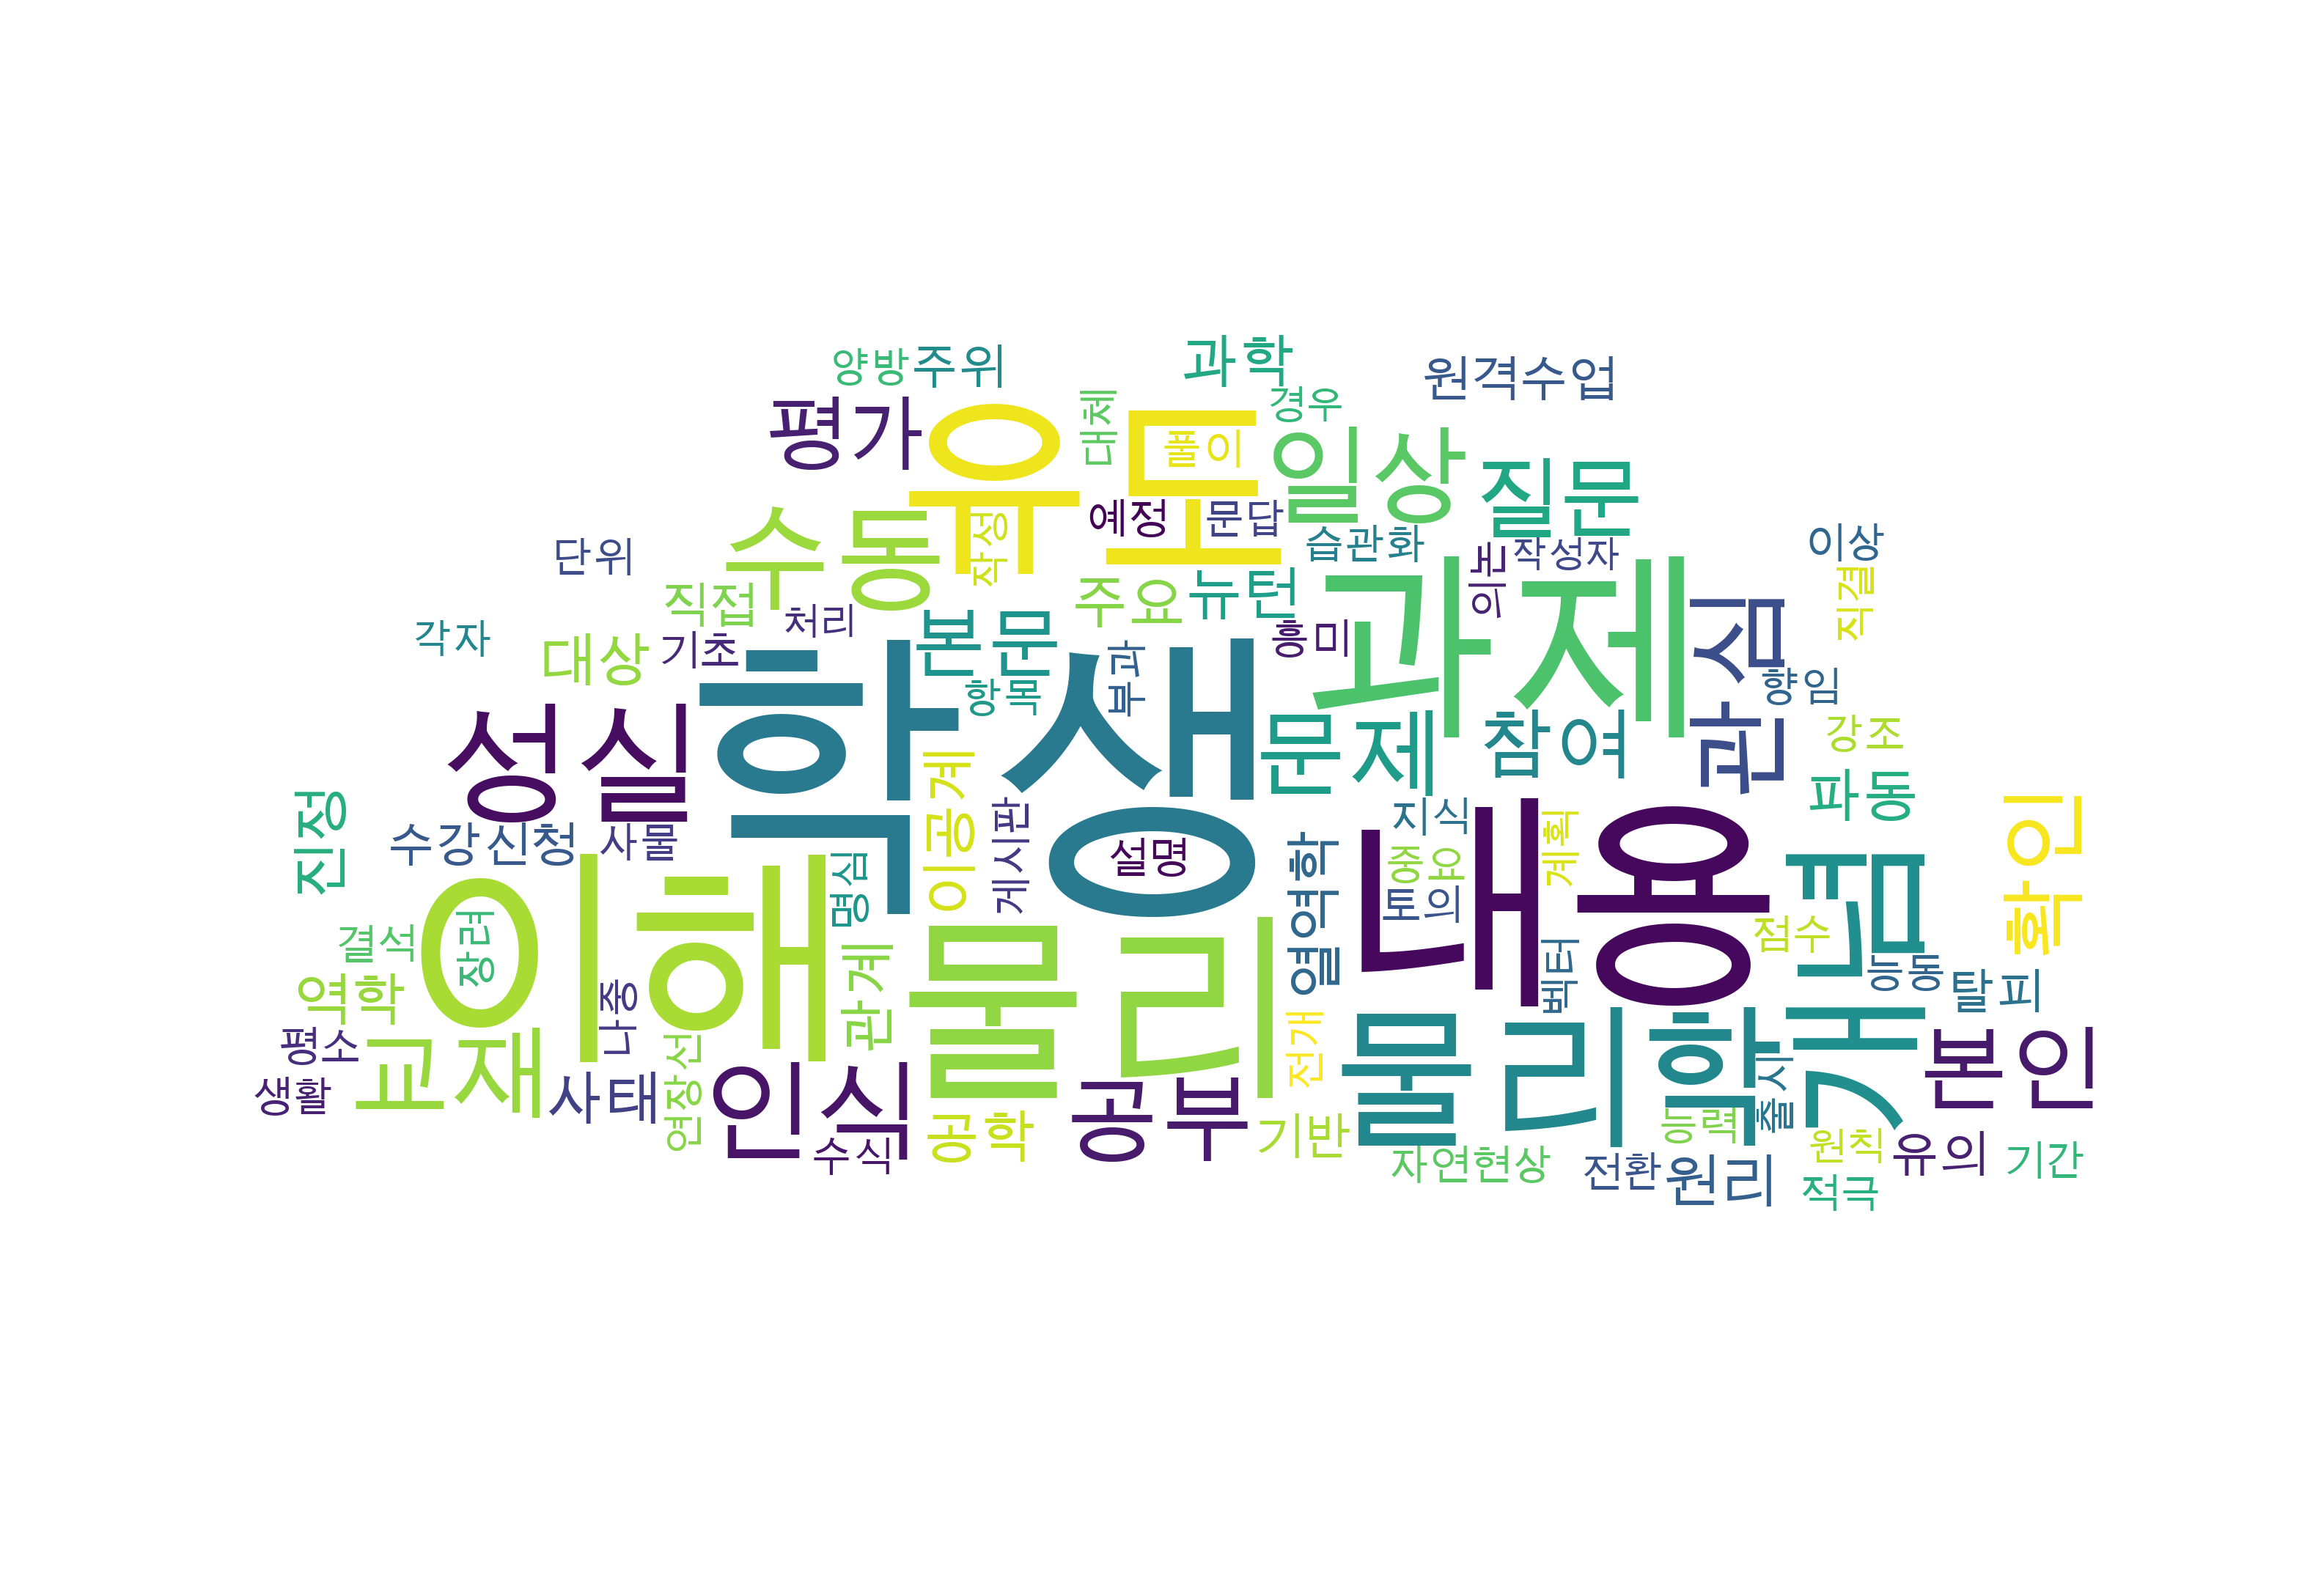 양방
주위
과학
원격수업
평가
유도
대체
풀이
경우
일상
질문
수동
작성
예정
문답
습관화
의논
작성자
이상
직결
단위
직접
처리
주요
뉴턴
과제
관심
각자
대상
기초
본문
흥미
항목
부과
향임
성실
학생
문제
참여
강조
파동
진정
수강신청
사물
이공계
게시판
설명
지식
중요
토의
계획
내용
개념
확인
명심
열역학
결석
장려
이해
물리
벡터
점수
능동
탈피
역학
나중
관계
전개
평소
교재
생활
사태
연장선
인식
수식
공학
공부
기반
물리학
출시
능력
본인
자연현상
전환
원리
원칙
유의
기간
적극